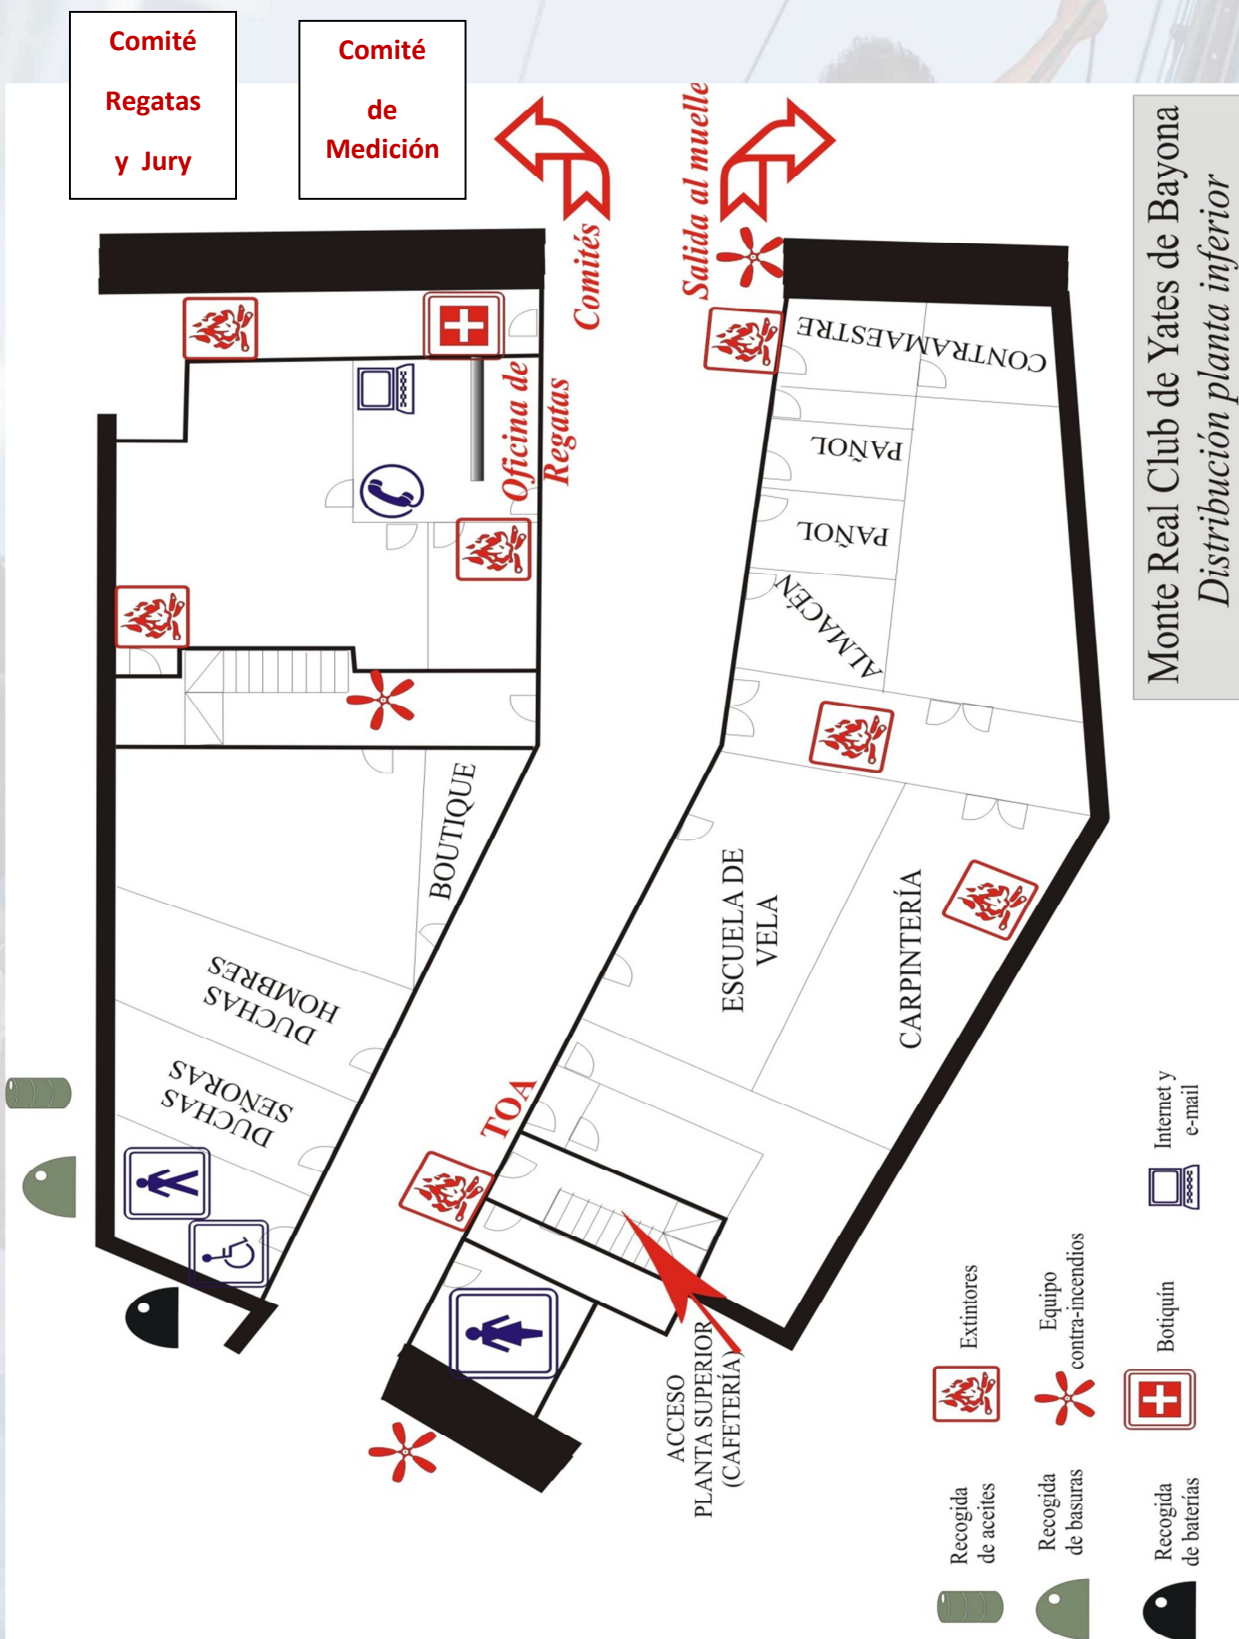 Comité
Regatas
y Jury
Comité
de
Medición
Monte Real Club de Yates de Bayona
Distribución planta inferior
Comités
Salida al muelle
Oficina de
Regatas
CONTRAMAESTRE
PAÑOL
PAÑOL
ALMACÉN
BOUTIQUE
DUCHAS
HOMBRES
DUCHAS
SEÑORAS
ESCUELA DE
VELA
CARPINTERÍA
TOA
ACCESO
PLANTA SUPERIOR
(CAFETERÍA)
Extintores
Equipo
contra-incendios
Botiquín
Internet y
e-mail
Recogida
de aceites
Recogida
de basuras
Recogida
de baterías